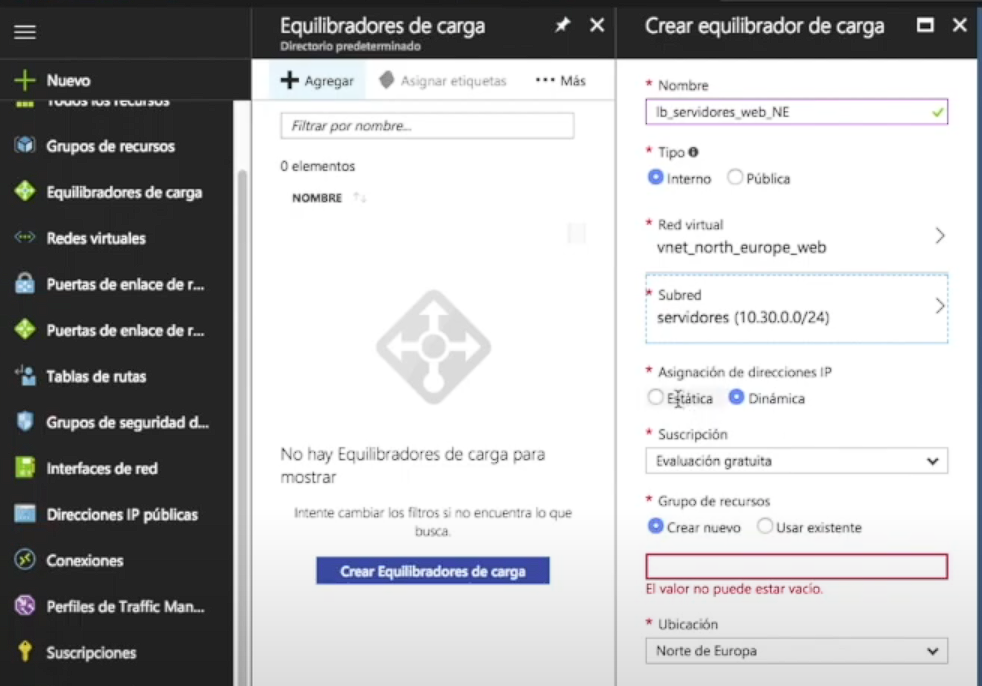 Nuevo
Todos los recursos
Grupos de recursos
Equilibradores de carga
Redes virtuales
Puertas de enlace de r...
Puertas de enlace de r...
Tablas de rutas
Grupos de seguridad d...
Interfaces de red
Direcciones IP públicas
Conexiones
Perfiles de Traffic Man...
Suscripciones
Equilibradores de carga
Directorio predeterminado
Agregar
Asignar etiquetas
Más
Filtrar por nombre...
0 elementos
NOMBRE
No hay Equilibradores de carga para
mostrar
Intente cambiar los filtros si no encuentra lo que
busca.
Crear Equilibradores de carga
Crear equilibrador de carga
* Nombre
lb_servidores_web_NE
* Tipo
Interno Pública
* Red virtual
vnet_north_europe_web
* Subred
servidores (10.30.0.0/24)
* Asignación de direcciones IP
Estática Dinámica
* Suscripción
Evaluación gratuita
* Grupo de recursos
Crear nuevo Usar existente
El valor no puede estar vacío.
* Ubicación
Norte de Europa